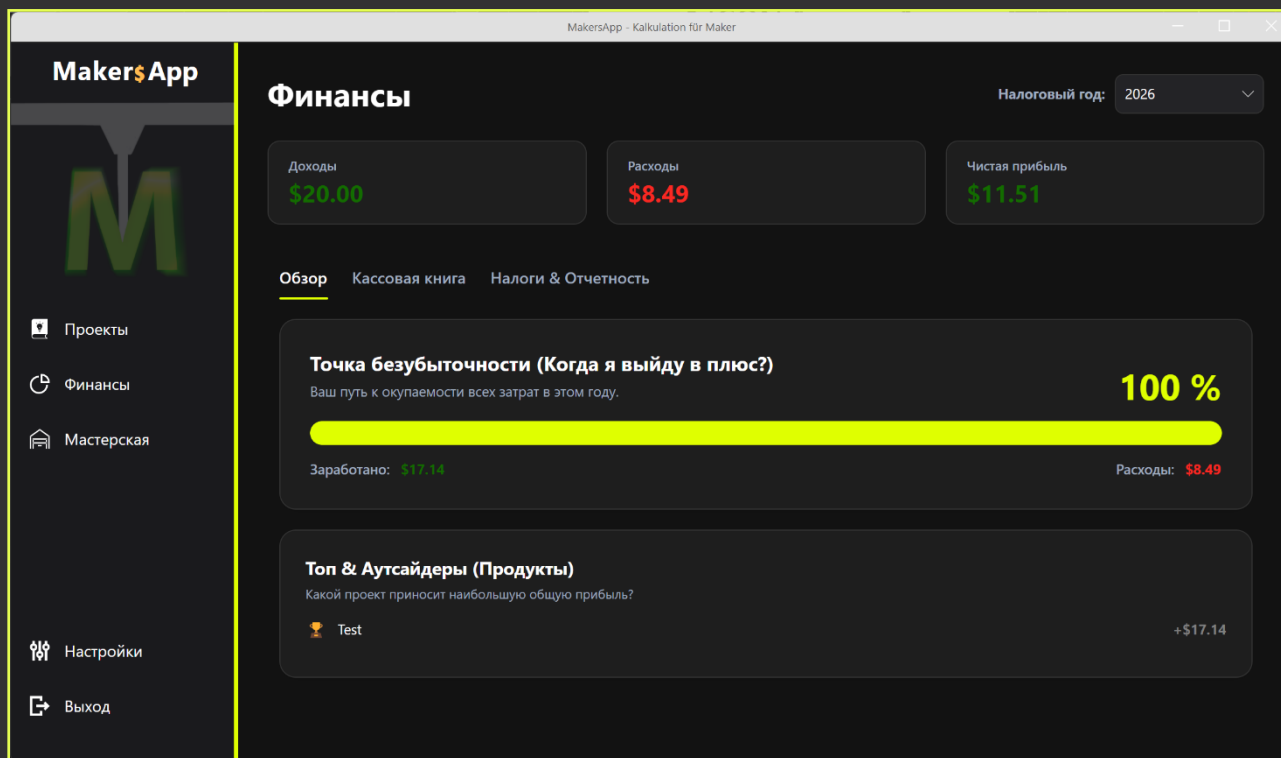 MakersApp - Kalkulation für Maker
Maker$App
M
Проекты
Финансы
Мастерская
Настройки
Выход
Финансы
Налоговый год: 2026
Доходы
$20.00
Расходы
$8.49
Чистая прибыль
$11.51
Обзор Кассовая книга Налоги & Отчетность
Точка безубыточности (Когда я выйду в плюс?)
Ваш путь к окупаемости всех затрат в этом году.
100 %
Заработано: $17.14
Расходы: $8.49
Топ & Аутсайдеры (Продукты)
Какой проект приносит наибольшую общую прибыль?
Test
+$17.14